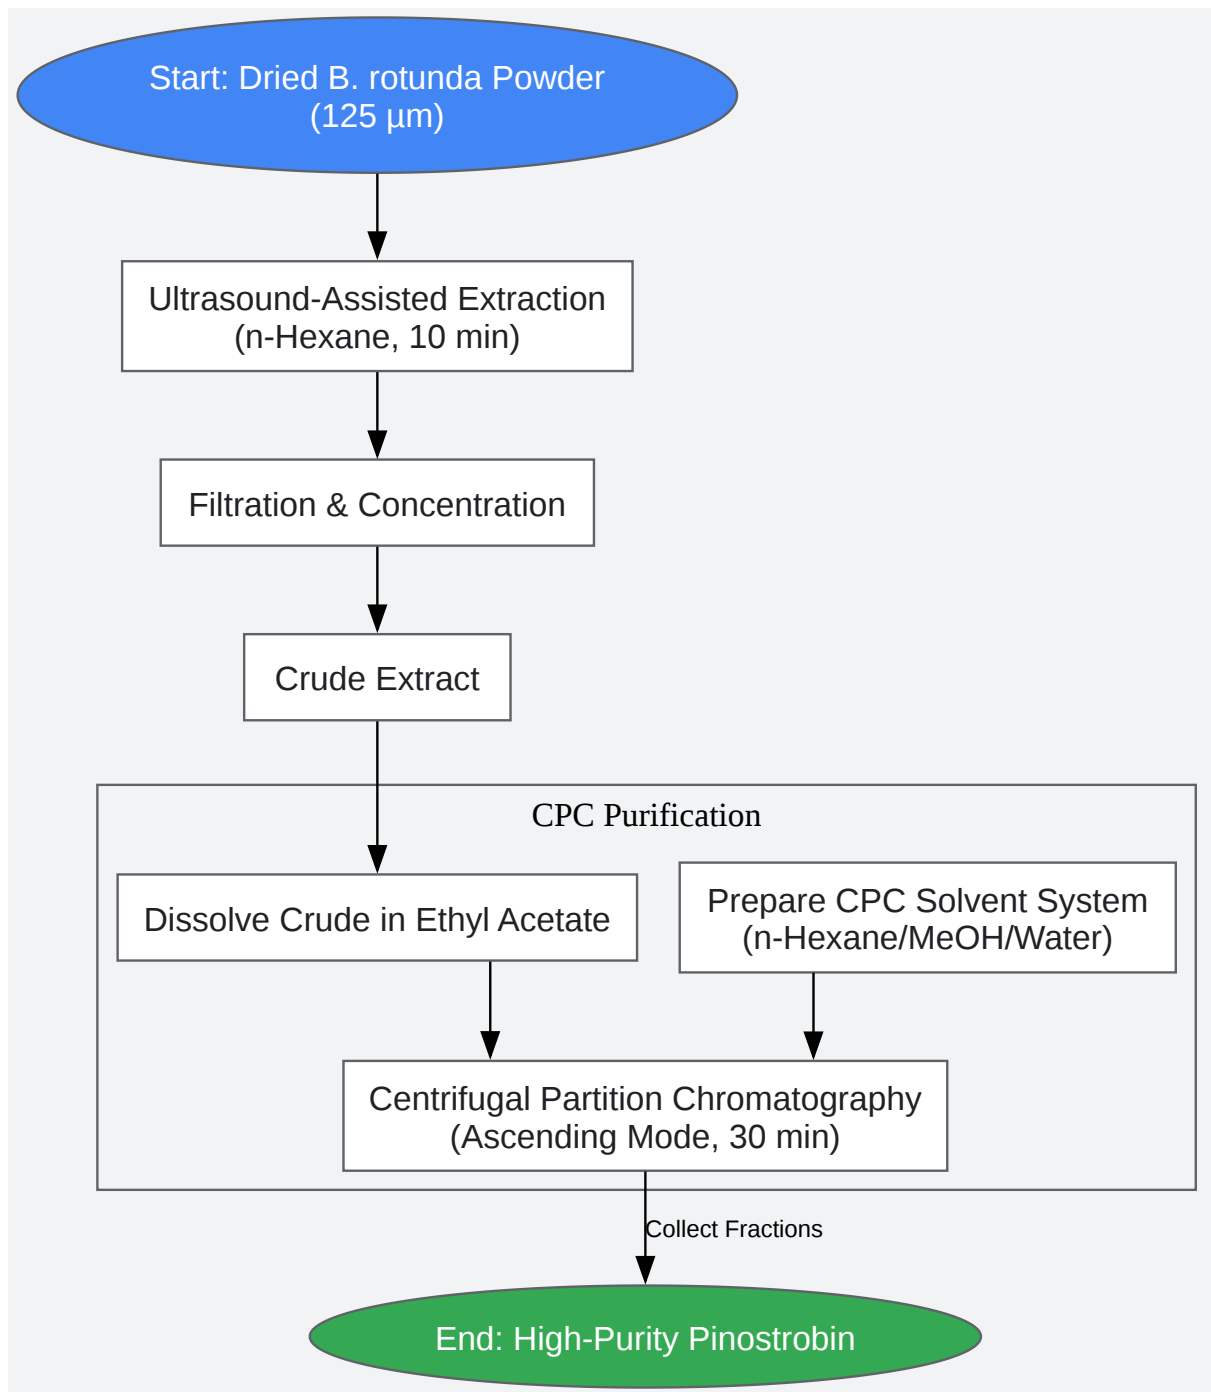 Start: Dried B. rotunda Powder
(125 µm)
Ultrasound-Assisted Extraction
(n-Hexane, 10 min)
Filtration & Concentration
Crude Extract
CPC Purification
Dissolve Crude in Ethyl Acetate
Prepare CPC Solvent System
(n-Hexane/MeOH/Water)
Centrifugal Partition Chromatography
(Ascending Mode, 30 min)
Collect Fractions
End: High-Purity Pinostrobin